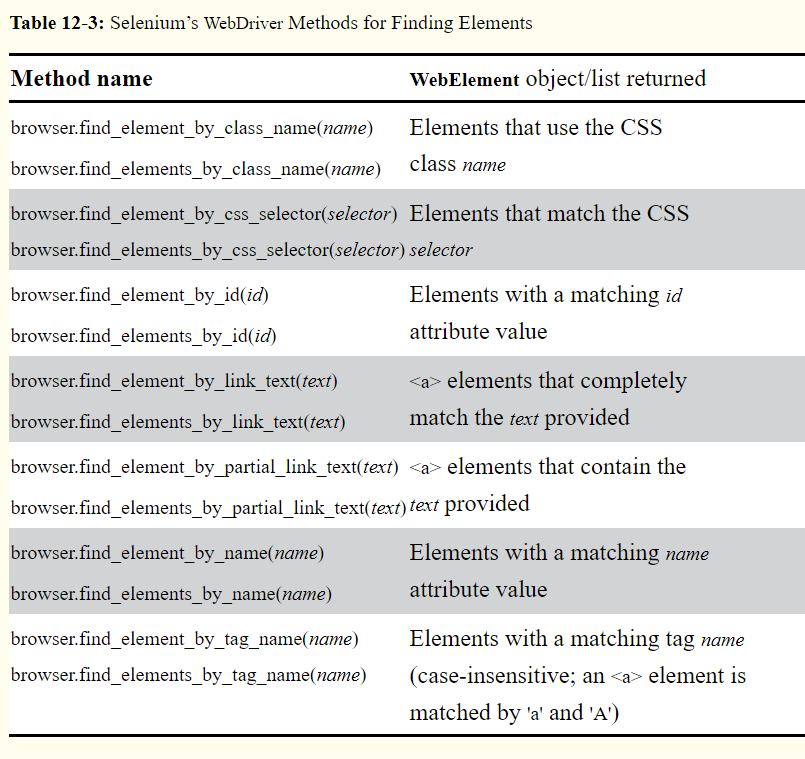 Table 12-3: Selenium’s WebDriver Methods for Finding Elements
Method name WebElement object/list returned
browser.find_element_by_class_name(name) Elements that use the CSS
browser.find_elements_by_class_name(name) class name
browser.find_element_by_css_selector(selector) Elements that match the CSS
browser.find_elements_by_css_selector(selector) selector
browser.find_element_by_id(id) Elements with a matching id
browser.find_elements_by_id(id) attribute value
browser.find_element_by_link_text(text) <a> elements that completely
browser.find_elements_by_link_text(text) match the text provided
browser.find_element_by_partial_link_text(text) <a> elements that contain the
browser.find_elements_by_partial_link_text(text) text provided
browser.find_element_by_name(name) Elements with a matching name
browser.find_elements_by_name(name) attribute value
browser.find_element_by_tag_name(name) Elements with a matching tag name
browser.find_elements_by_tag_name(name) (case-insensitive; an <a> element is
matched by 'a' and 'A')